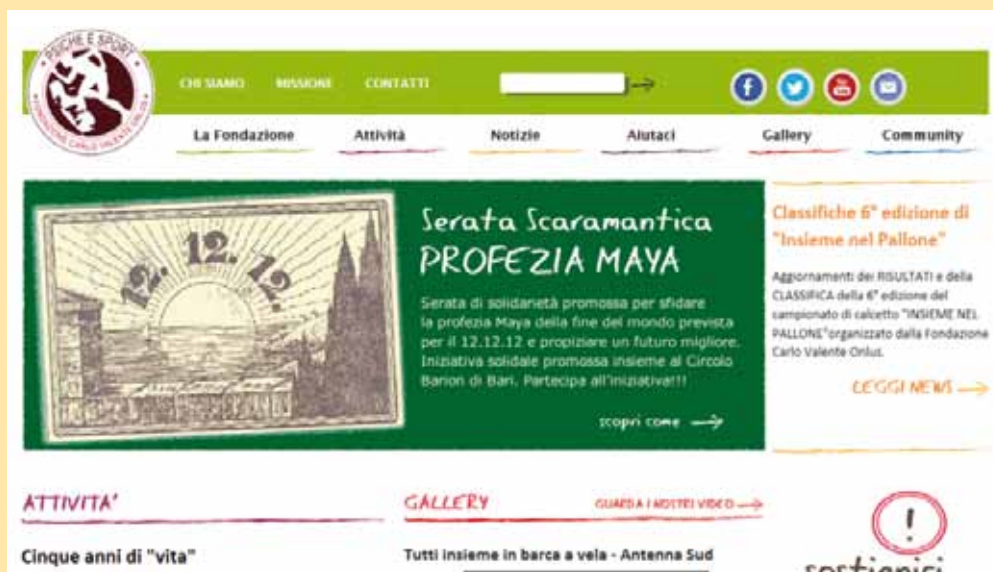 PSICHE E SPORT
FONDAZIONE CARLO VALENTE ONLUS
CHI SIAMO MISSIONE CONTATTI
La Fondazione Attività Notizie Aiutaci Gallery Community
12. 12. 12.
Serata Scaramantica
PROFEZIA MAYA
Serata di solidarietà promossa per sfidare
la profezia Maya della fine del mondo prevista
per il 12.12.12 e propiziare un futuro migliore.
Iniziativa solidale promossa insieme al Circolo
Barion di Bari. Partecipa all'iniziativa!!!
scopri come
Classifiche 6° edizione di
"Insieme nel Pallone"
Aggiornamenti dei RISULTATI e della
CLASSIFICA della 6° edizione del
campionato di calcetto "INSIEME NEL
PALLONE"organizzato dalla Fondazione
Carlo Valente Onlus.
LEGGI NEWS
ATTIVITA'
Cinque anni di "vita"
GALLERY GUARDA I NOSTRI VIDEO
Tutti insieme in barca a vela - Antenna Sud
!
sostienici